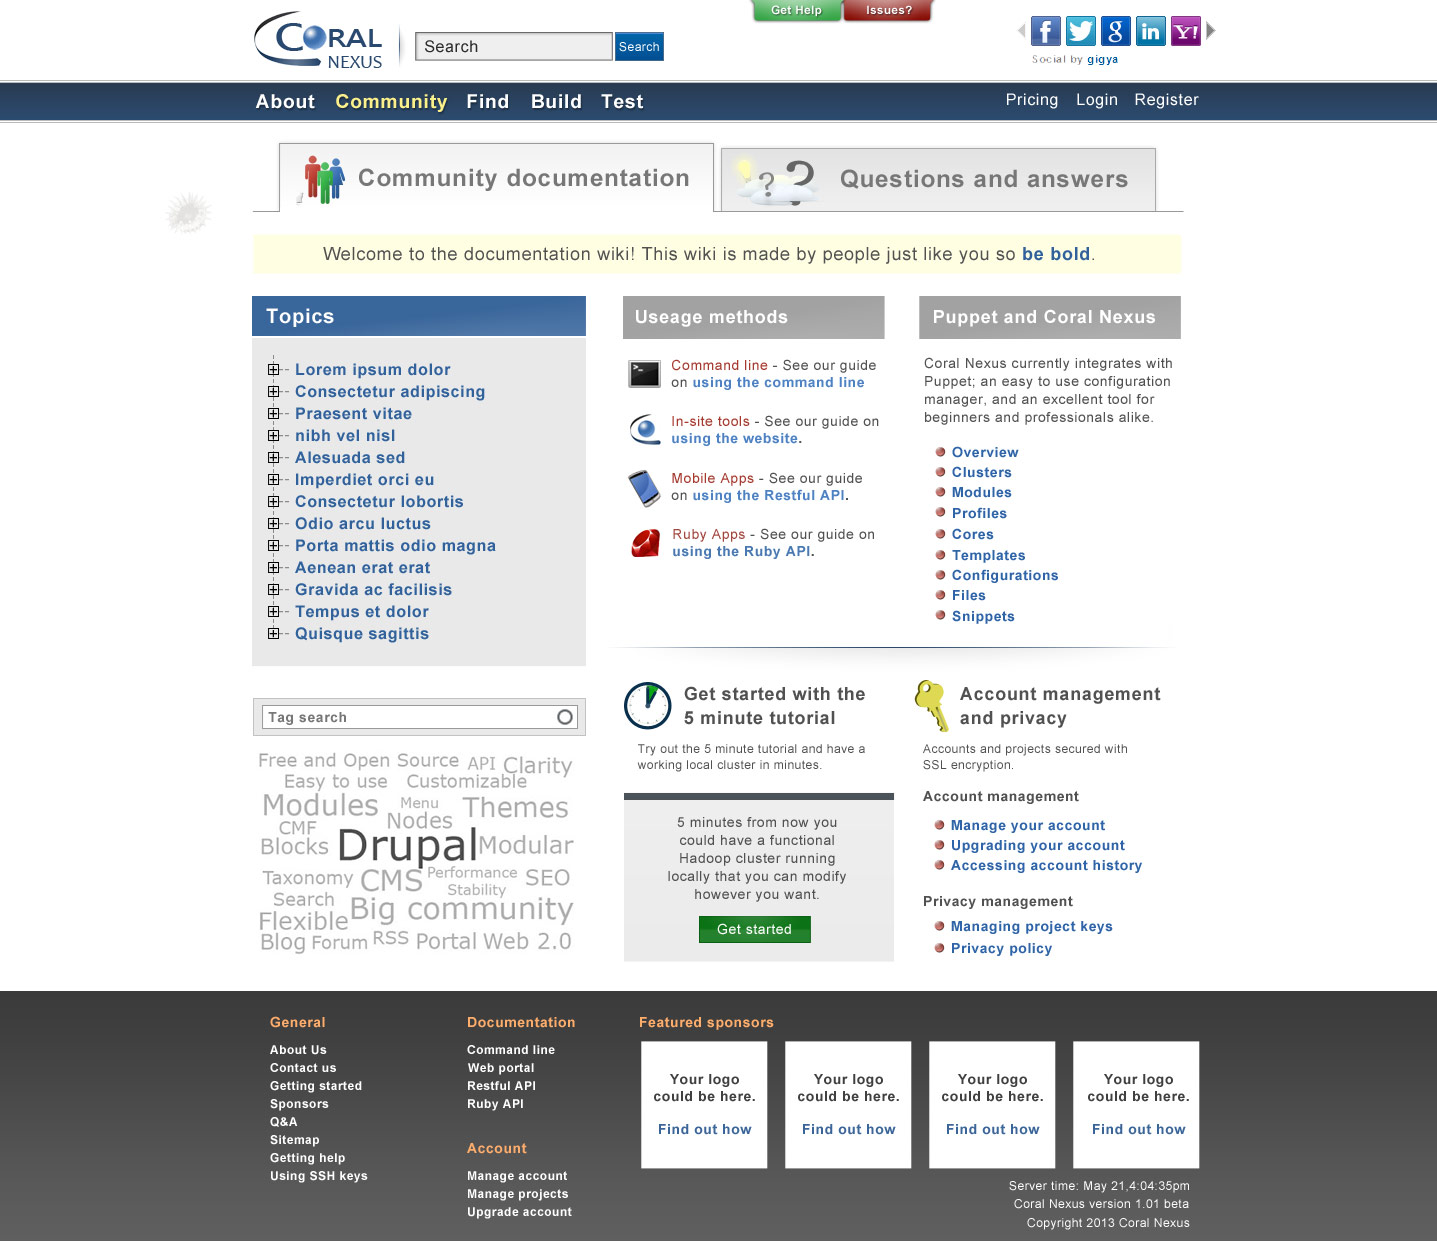 Get Help
Issues?
CORAL
NEXUS
Search
Search
Social by gigya
About
Community
Find
Build
Test
Pricing
Login
Register
Community documentation
Questions and answers
Welcome to the documentation wiki! This wiki is made by people just like you so be bold.
Topics
Lorem ipsum dolor
Consectetur adipiscing
Praesent vitae
nibh vel nisl
Alesuada sed
Imperdiet orci eu
Consectetur lobortis
Odio arcu luctus
Porta mattis odio magna
Aenean erat erat
Gravida ac facilisis
Tempus et dolor
Quisque sagittis
Useage methods
Command line - See our guide
on using the command line
In-site tools - See our guide on
using the website.
Mobile Apps - See our guide
on using the Restful API.
Ruby Apps - See our guide on
using the Ruby API.
Puppet and Coral Nexus
Coral Nexus currently integrates with
Puppet; an easy to use configuration
manager, and an excellent tool for
beginners and professionals alike.
Overview
Clusters
Modules
Profiles
Cores
Templates
Configurations
Files
Snippets
Tag search
Free and Open Source API Clarity
Easy to use Customizable
Modules Menu Themes
CMF Nodes
Blocks Drupal Modular
Taxonomy CMS Performance SEO
Stability
Search
Flexible Big community
Blog Forum RSS Portal Web 2.0
Get started with the
5 minute tutorial
Try out the 5 minute tutorial and have a
working local cluster in minutes.
5 minutes from now you
could have a functional
Hadoop cluster running
locally that you can modify
however you want.
Get started
Account management
and privacy
Accounts and projects secured with
SSL encryption.
Account management
Manage your account
Upgrading your account
Accessing account history
Privacy management
Managing project keys
Privacy policy
General
About Us
Contact us
Getting started
Sponsors
Q&A
Sitemap
Getting help
Using SSH keys
Documentation
Command line
Web portal
Restful API
Ruby API
Account
Manage account
Manage projects
Upgrade account
Featured sponsors
Your logo
could be here.
Find out how
Your logo
could be here.
Find out how
Your logo
could be here.
Find out how
Your logo
could be here.
Find out how
Server time: May 21,4:04:35pm
Coral Nexus version 1.01 beta
Copyright 2013 Coral Nexus